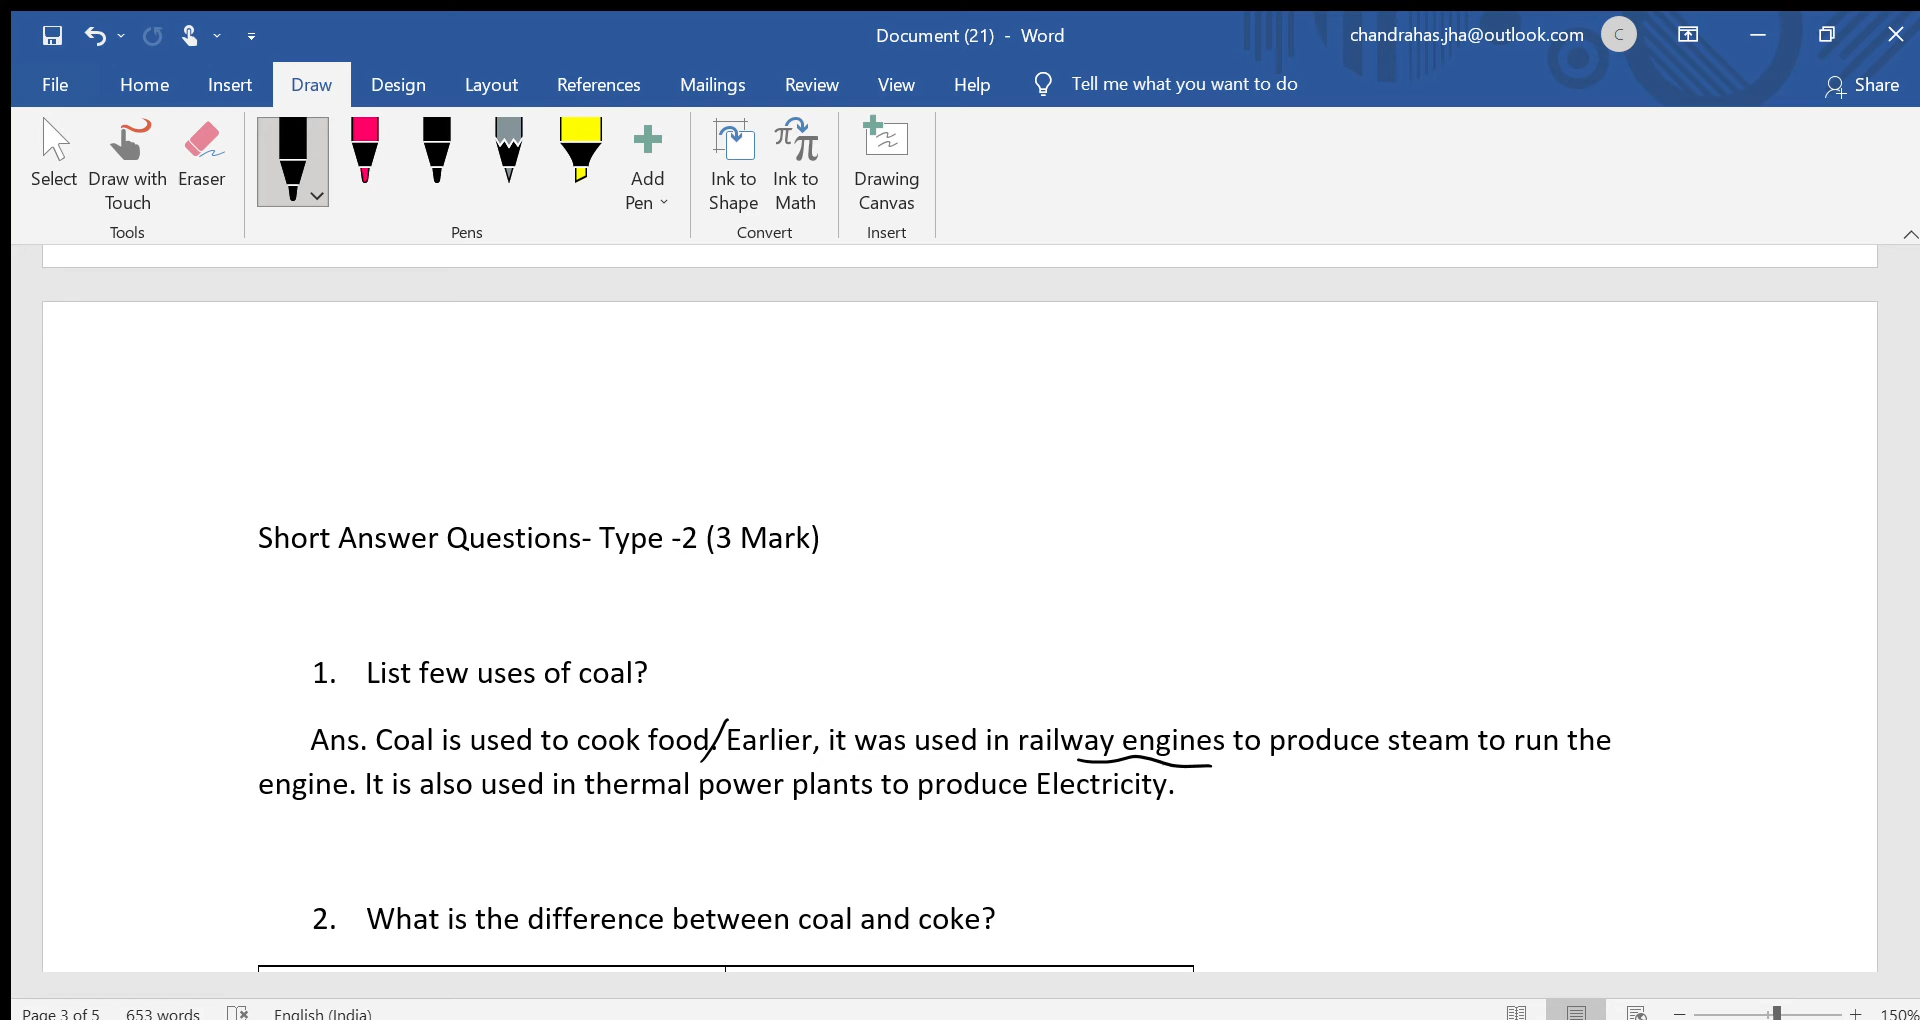 Document (21) - Word
chandrahas.jha@outlook.com
C
File Home Insert Draw Design Layout References Mailings Review View Help Tell me what you want to do Share
Select
Draw with Touch
Eraser
Add Pen
Ink to Shape
Ink to Math
Drawing Canvas
Tools Pens Convert Insert
Short Answer Questions- Type -2 (3 Mark)
1. List few uses of coal?
Ans. Coal is used to cook food. Earlier, it was used in railway engines to produce steam to run the
engine. It is also used in thermal power plants to produce Electricity.
2. What is the difference between coal and coke?
Page 3 of 5 653 words English (India) 150%